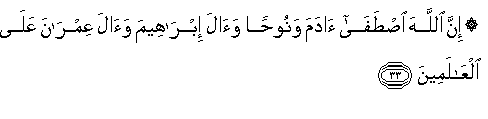 ۞ إِنَّ ٱللَّهَ ٱصْطَفَىٰٓ ءَادَمَ وَنُوحًا وَءَالَ إِبْرَٰهِيمَ وَءَالَ عِمْرَٰنَ عَلَى
ٱلْعَٰلَمِينَ ٣٣